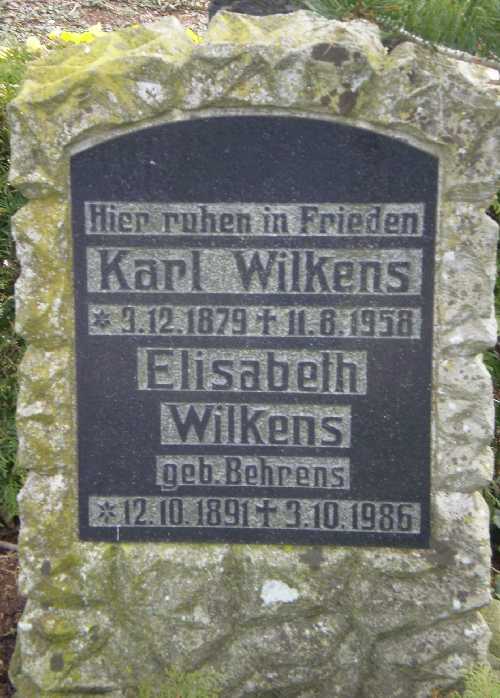 Hier ruhen in Frieden
Karl Wilkens
* 3.12.1879 † 11.8.1958
Elisabeth
Wilkens
geb. Behrens
* 12.10.1891 † 3.10.1986